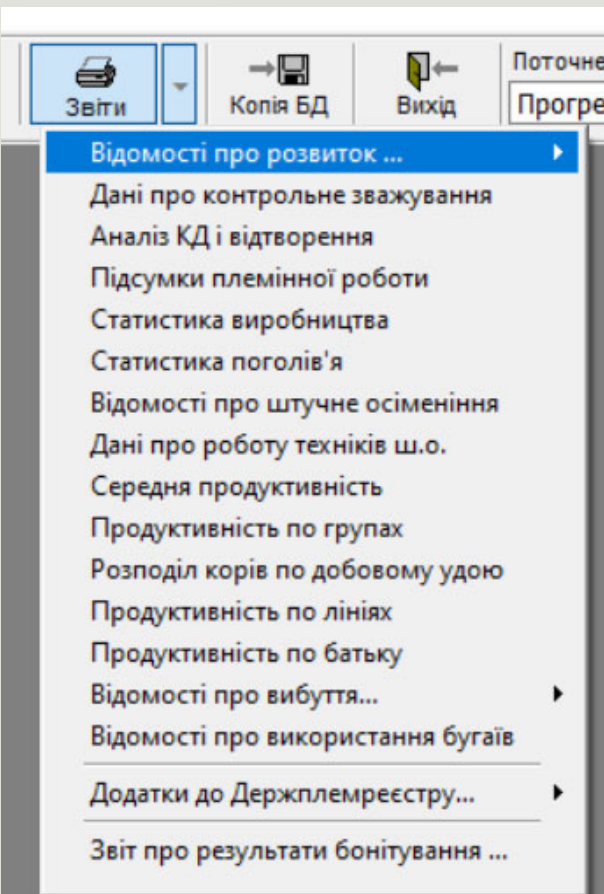 Поточне
Звіти
Копія БД
Вихід
Прогре
Відомості про розвиток ...
Дані про контрольне зважування
Аналіз КД і відтворення
Підсумки племінної роботи
Статистика виробництва
Статистика поголів'я
Відомості про штучне осіменіння
Дані про роботу техніків ш.о.
Середня продуктивність
Продуктивність по групах
Розподіл корів по добовому удою
Продуктивність по лініях
Продуктивність по батьку
Відомості про вибуття...
Відомості про використання бугаїв
Додатки до Держплемреєстру...
Звіт про результати бонітування ...